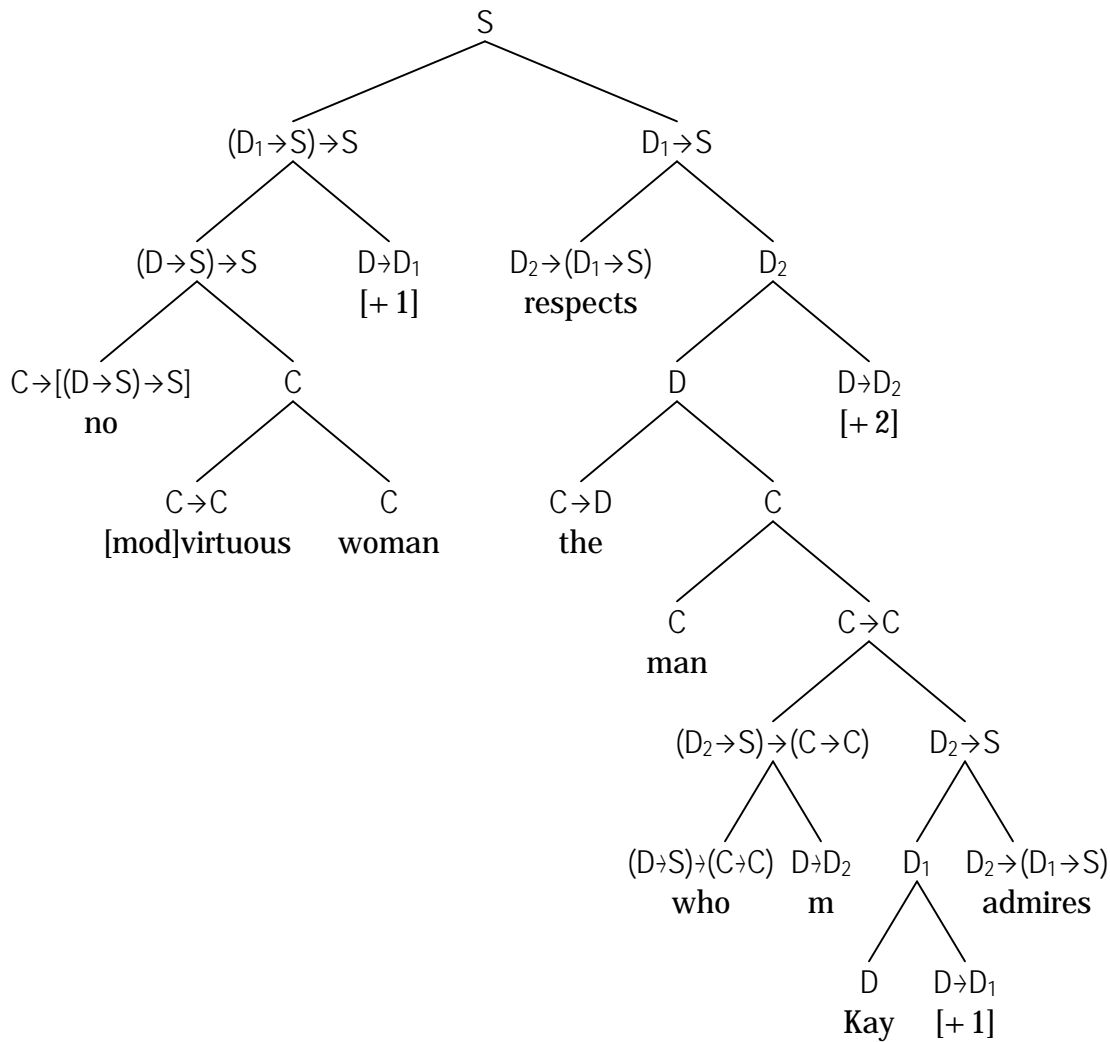 S
(D₁→S)→S D₁→S
(D→S)→S D→D₁ D₂→(D₁→S) D₂
[+1] respects
C→[(D→S)→S] C D D→D₂
no [+2]
C→C C C→D C
[mod]virtuous woman the
C C→C
man
(D₂→S)→(C→C) D₂→S
(D→S)→(C→C) D→D₂ D₁ D₂→(D₁→S)
who m admires
D D→D₁
Kay [+1]